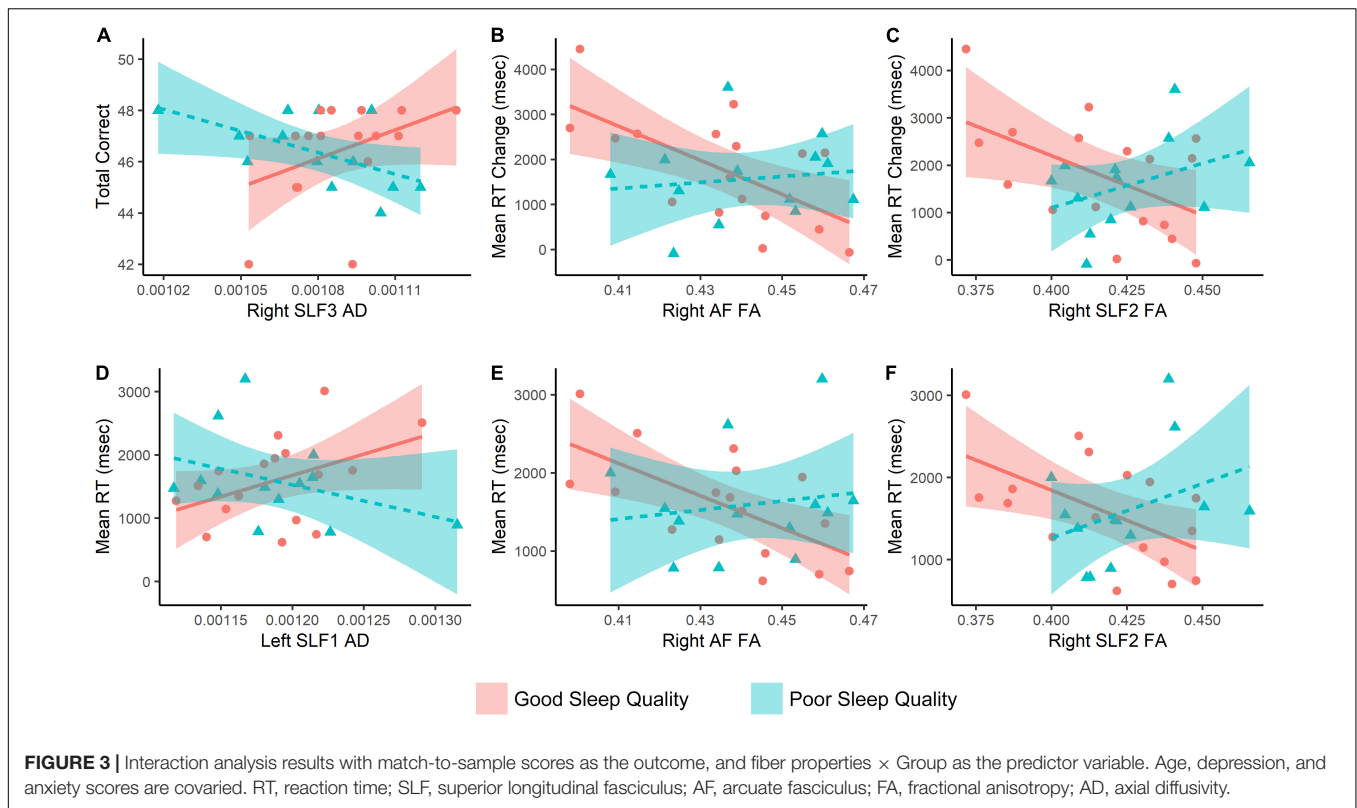 A
B
C
50
48
46
44
42
Total Correct
0.00102
0.00105
0.00108
0.00111
Right SLF3 AD
4000
3000
2000
1000
0
Mean RT Change (msec)
0.41
0.43
0.45
0.47
Right AF FA
4000
3000
2000
1000
0
Mean RT Change (msec)
0.375
0.400
0.425
0.450
Right SLF2 FA
D
E
F
3000
2000
1000
0
Mean RT (msec)
0.00115
0.00120
0.00125
0.00130
Left SLF1 AD
3000
2000
1000
Mean RT (msec)
0.41
0.43
0.45
0.47
Right AF FA
3000
2000
1000
Mean RT (msec)
0.375
0.400
0.425
0.450
Right SLF2 FA
Good Sleep Quality
Poor Sleep Quality
FIGURE 3 | Interaction analysis results with match-to-sample scores as the outcome, and fiber properties × Group as the predictor variable. Age, depression, and
anxiety scores are covaried. RT, reaction time; SLF, superior longitudinal fasciculus; AF, arcuate fasciculus; FA, fractional anisotropy; AD, axial diffusivity.